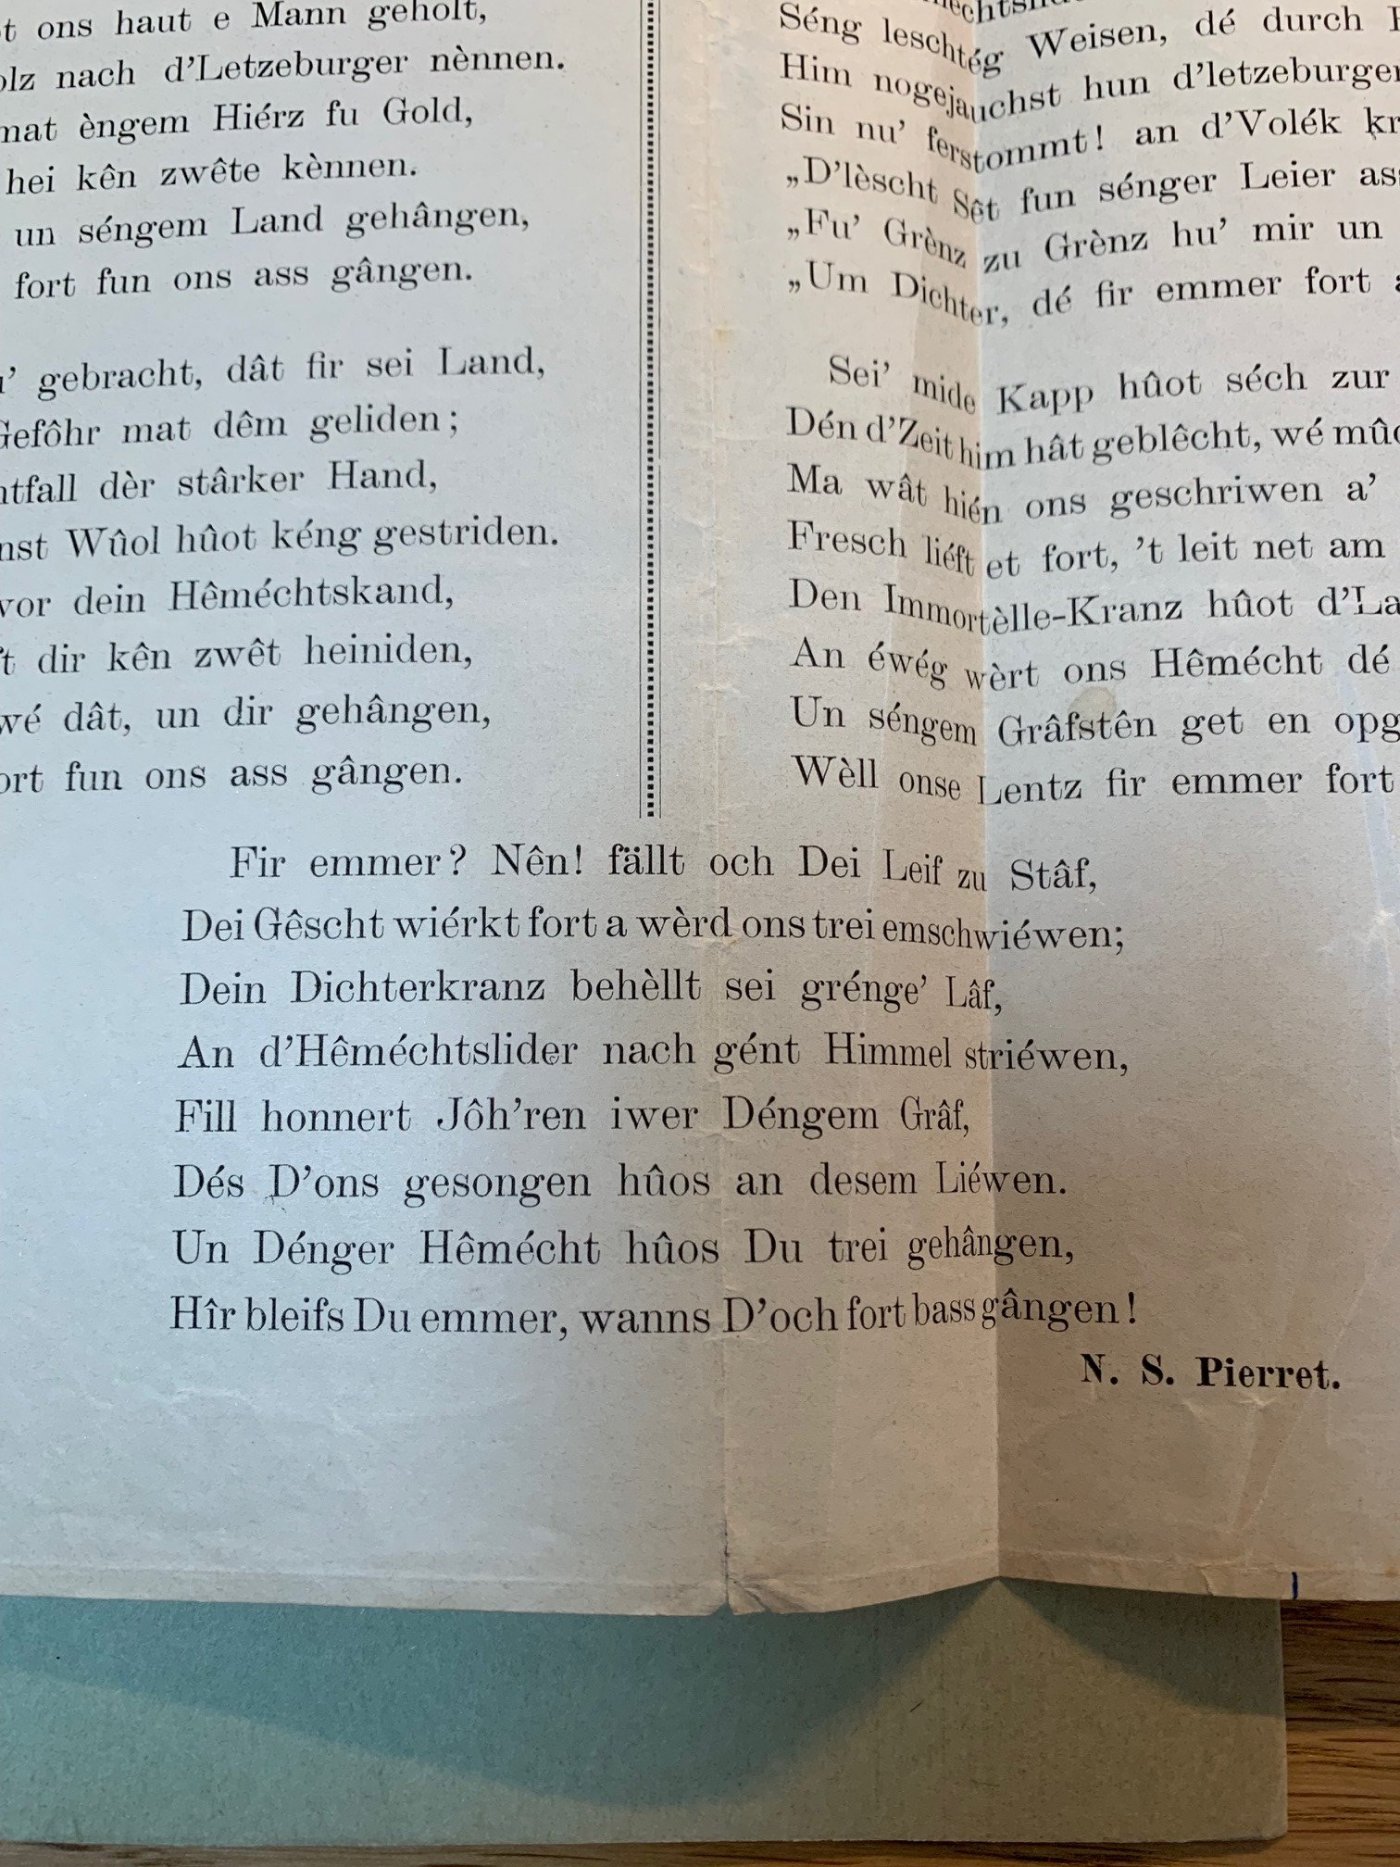 ons haut e Mann geholt,
nach d'Letzeburger nènnen.
mat èngem Hiérz fu Gold,
hei kên zwête kènnen.
un séngem Land gehângen,
fort fun ons ass gângen.
gebracht, dât fir sei Land,
Gefôhr mat dêm geliden;
dèr stârker Hand,
Wûol hûot kéng gestriden.
vor dein Hêméchtskand,
dir kên zwêt heiniden,
wé dât, un dir gehângen,
fun ons ass gângen.
Séng leschtég Weisen, dé durch
Him nogejauchst hun d'letzeburger
Sin nu' ferstommt! an d'Volék
„D'lèscht Sêt fun sénger Leier
„Fu' Grènz zu Grènz hu' mir un
„Um Dichter, dé fir emmer fort
Sei' mide Kapp hûot séch zur
Dén d'Zeit him hât geblêcht, wé
Ma wât hién ons geschriwen a'
Fresch liéft et fort, 't leit net am
Den Immortèlle-Kranz hûot
An éwég wèrt ons Hêmécht dé
Un séngem Grâfstên get en
Wèll onse Lentz fir emmer fort
Fir emmer? Nên! fällt och Dei Leif zu Stâf,
Dei Gêscht wiérkt fort a wèrd ons trei emschwiéwen;
Dein Dichterkranz behèllt sei grénge' Lâf,
An d'Hêméchtslider nach gént Himmel striéwen,
Fill honnert Jôh'ren iwer Déngem Grâf,
Dés D'ons gesongen hûos an desem Liéwen.
Un Dénger Hêmécht hûos Du trei gehângen,
Hîr bleifs Du emmer, wanns D'och fort bass gângen!
N. S. Pierret.